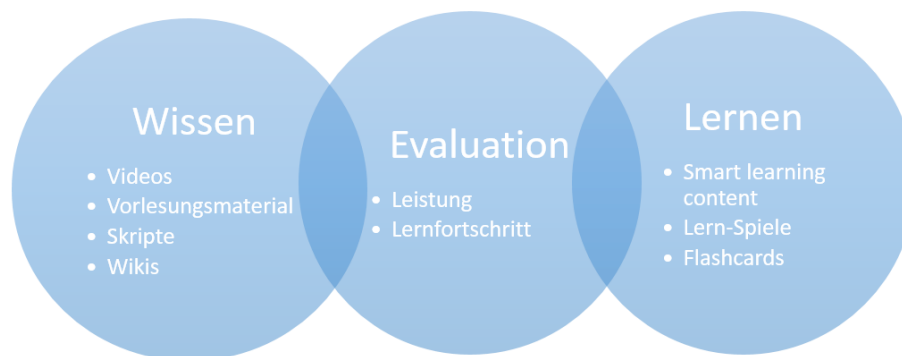 Wissen
• Videos
• Vorlesungsmaterial
• Skripte
• Wikis
Evaluation
• Leistung
• Lernfortschritt
Lernen
• Smart learning
content
• Lern-Spiele
• Flashcards